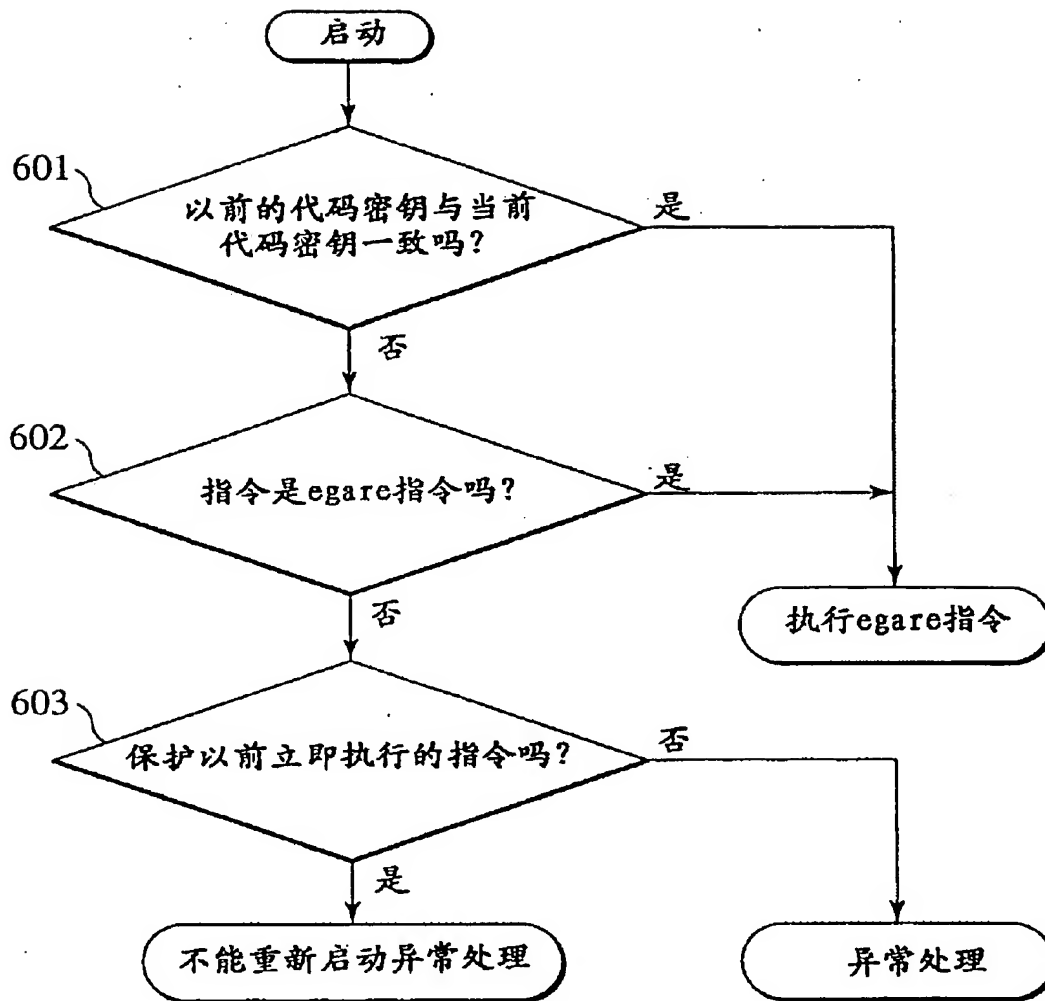 启动
601
以前的代码密钥与当前
代码密钥一致吗?
是
否
602
指令是egare指令吗?
是
否
执行egare指令
603
保护以前立即执行的指令吗?
否
是
不能重新启动异常处理
异常处理